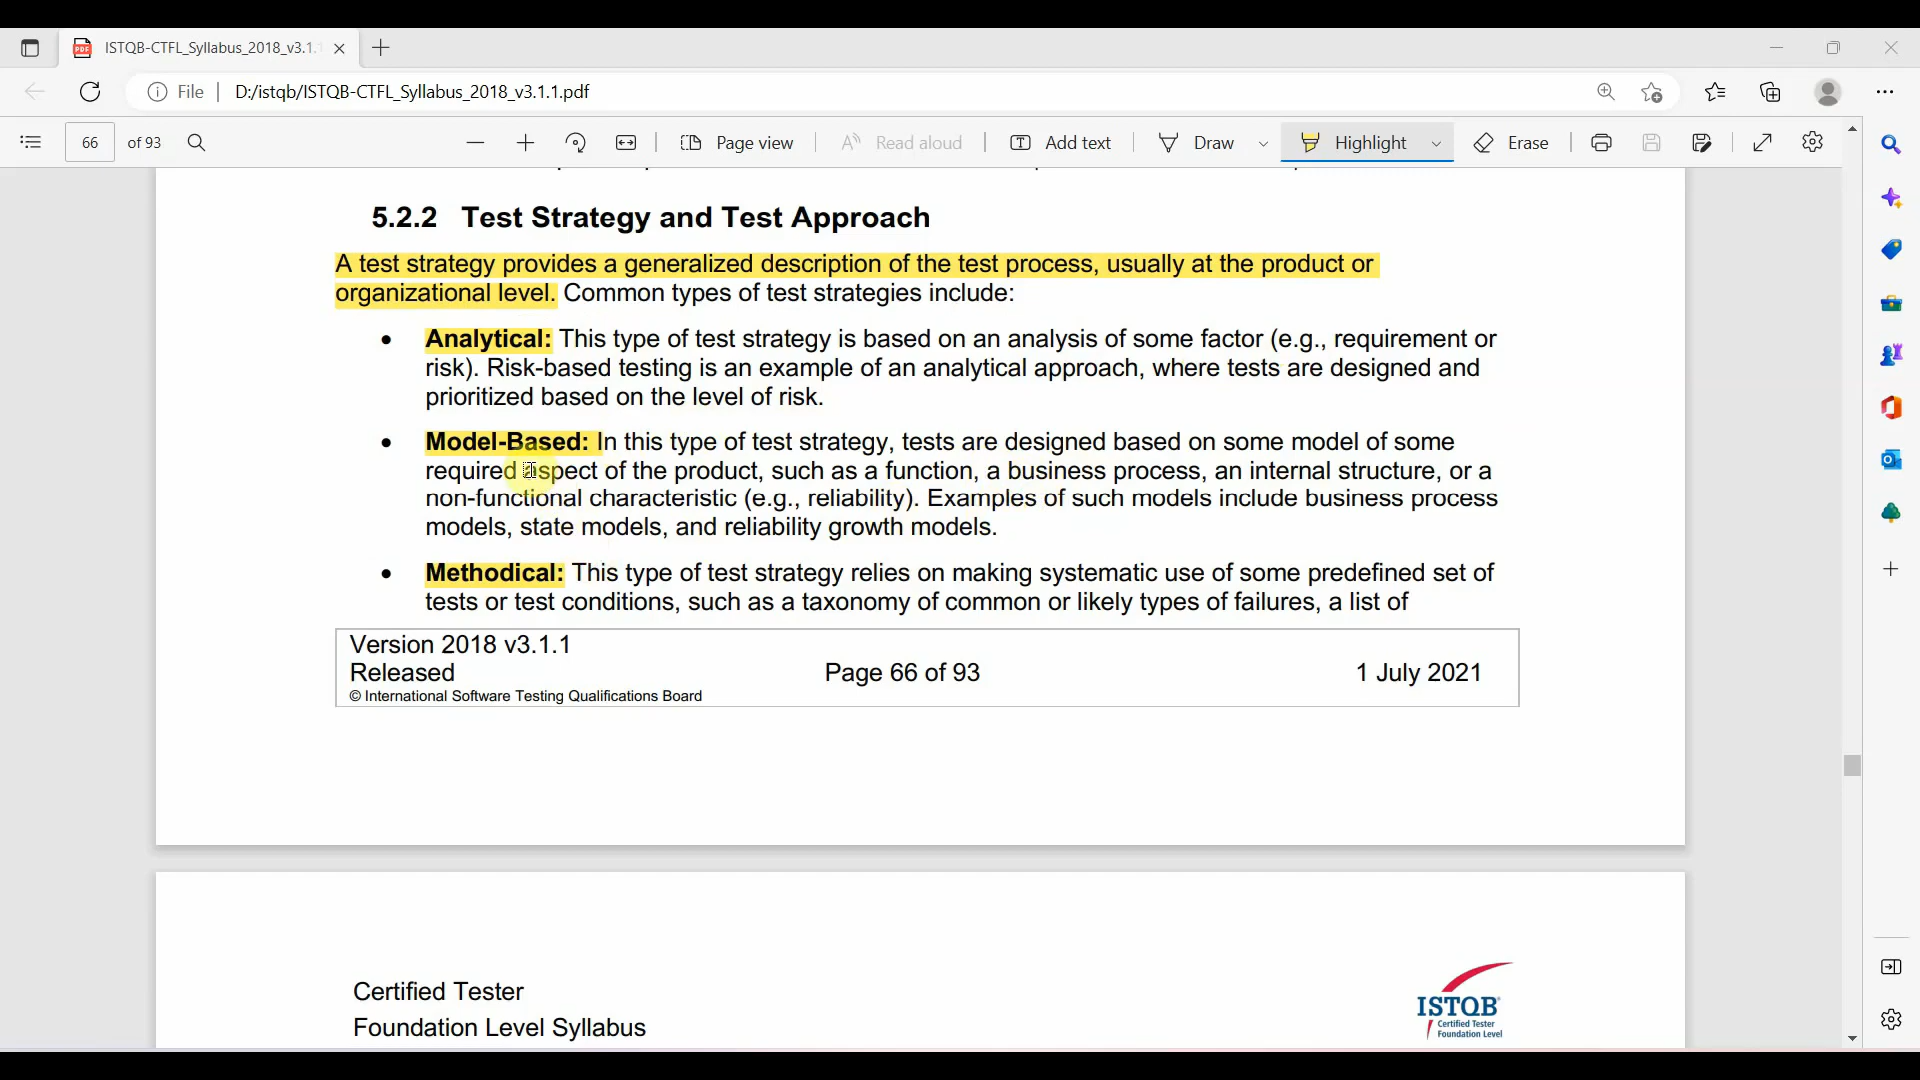 ISTQB-CTFL_Syllabus_2018_v3.1.1
File D:/istqb/ISTQB-CTFL_Syllabus_2018_v3.1.1.pdf
66 of 93 Page view Read aloud Add text Draw Highlight Erase
5.2.2 Test Strategy and Test Approach
A test strategy provides a generalized description of the test process, usually at the product or
organizational level. Common types of test strategies include:
• Analytical: This type of test strategy is based on an analysis of some factor (e.g., requirement or
risk). Risk-based testing is an example of an analytical approach, where tests are designed and
prioritized based on the level of risk.
• Model-Based: In this type of test strategy, tests are designed based on some model of some
required aspect of the product, such as a function, a business process, an internal structure, or a
non-functional characteristic (e.g., reliability). Examples of such models include business process
models, state models, and reliability growth models.
• Methodical: This type of test strategy relies on making systematic use of some predefined set of
tests or test conditions, such as a taxonomy of common or likely types of failures, a list of
Version 2018 v3.1.1
Released Page 66 of 93 1 July 2021
© International Software Testing Qualifications Board
Certified Tester
Foundation Level Syllabus
ISTQB
Certified Tester
Foundation Level